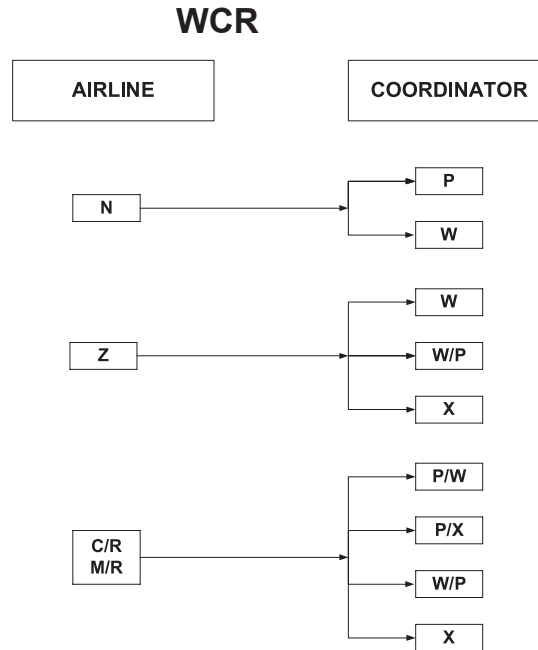 WCR
AIRLINE
COORDINATOR
N
P
W
Z
W
W/P
X
C/R
M/R
P/W
P/X
W/P
X